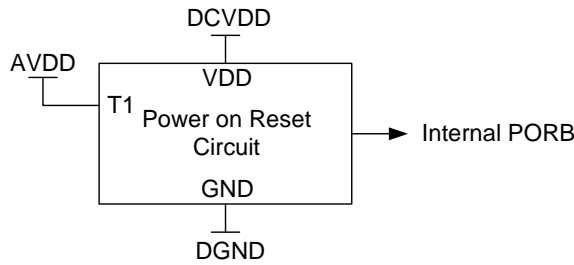 DCVDD
AVDD
VDD
T1
Power on Reset
Circuit
Internal PORB
GND
DGND